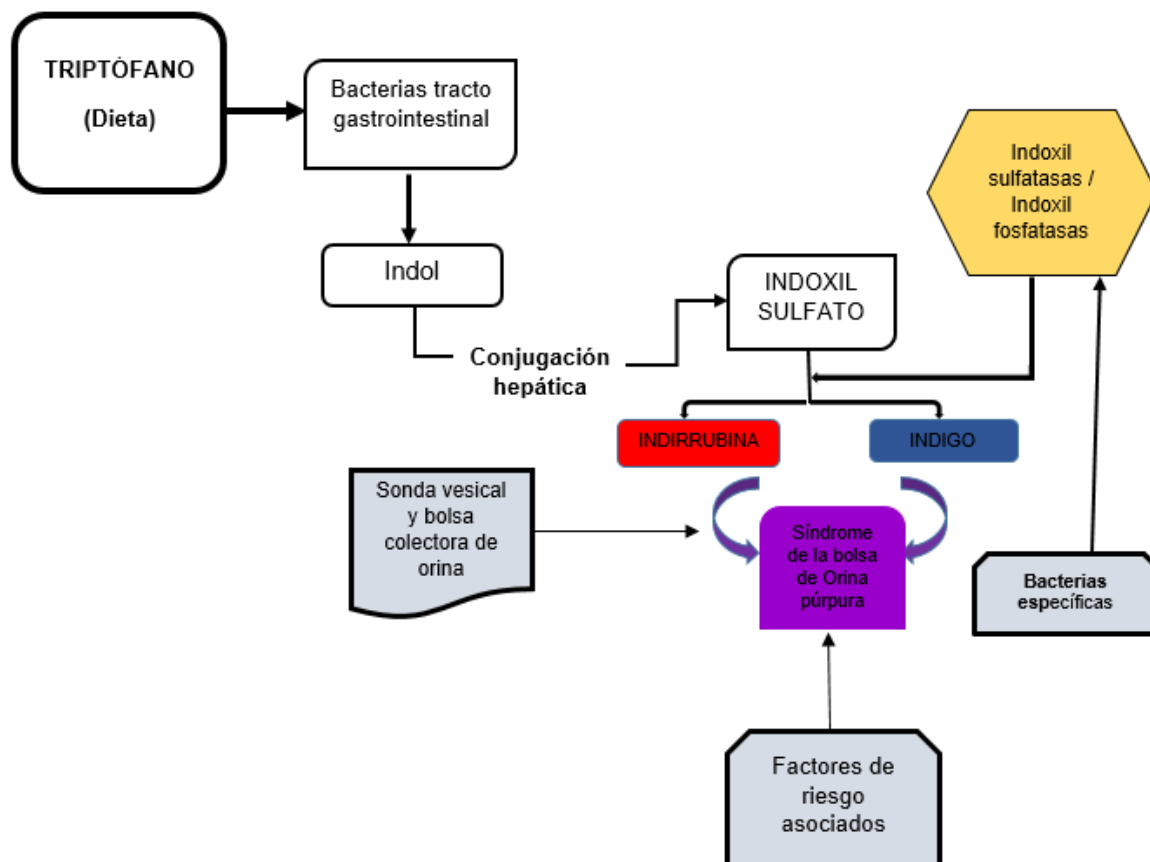 TRIPTÓFANO
(Dieta)
Bacterias tracto
gastrointestinal
Indol
Conjugación
hepática
INDOXIL
SULFATO
Indoxil
sulfatasas /
Indoxil
fosfatasas
INDIRRUBINA
INDIGO
Sonda vesical
y bolsa
colectora de
orina
Síndrome
de la bolsa
de Orina
púrpura
Bacterias
específicas
Factores de
riesgo
asociados